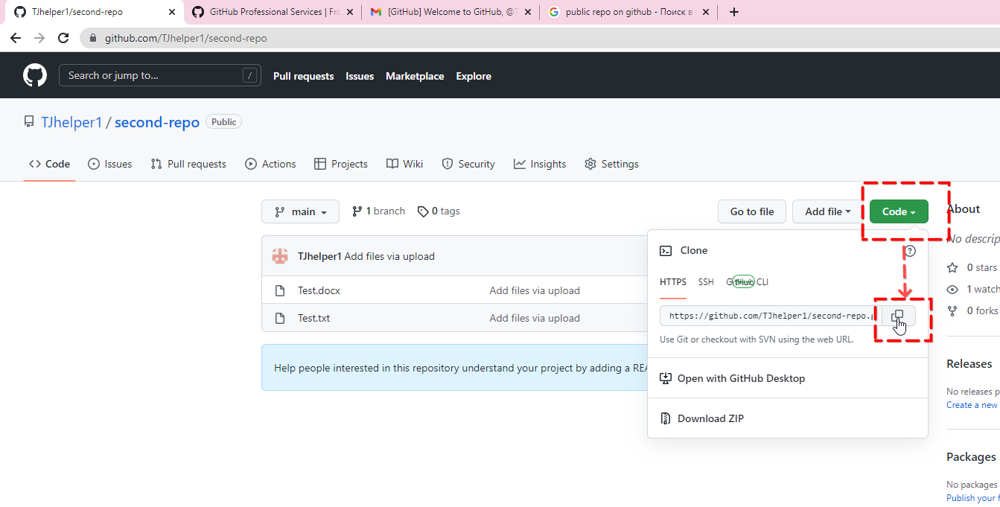 TJhelper1/second-repo
GitHub Professional Services | Fro
[GitHub] Welcome to GitHub, @T
public repo on github - Поиск в
github.com/TJhelper1/second-repo
Search or jump to... /
Pull requests Issues Marketplace Explore
TJhelper1 / second-repo Public
Code Issues Pull requests Actions Projects Wiki Security Insights Settings
main 1 branch 0 tags Go to file Add file Code
About
No descrip
TJhelper1 Add files via upload
Clone
0 stars
HTTPS SSH GitHub CLI
Test.docx Add files via upload
1 watch
0 forks
Test.txt Add files via upload
https://github.com/TJhelper1/second-repo.g
Use Git or checkout with SVN using the web URL.
Releases
Help people interested in this repository understand your project by adding a REA
Open with GitHub Desktop
No releases p
Create a new
Download ZIP
Packages
No packages
Publish your f